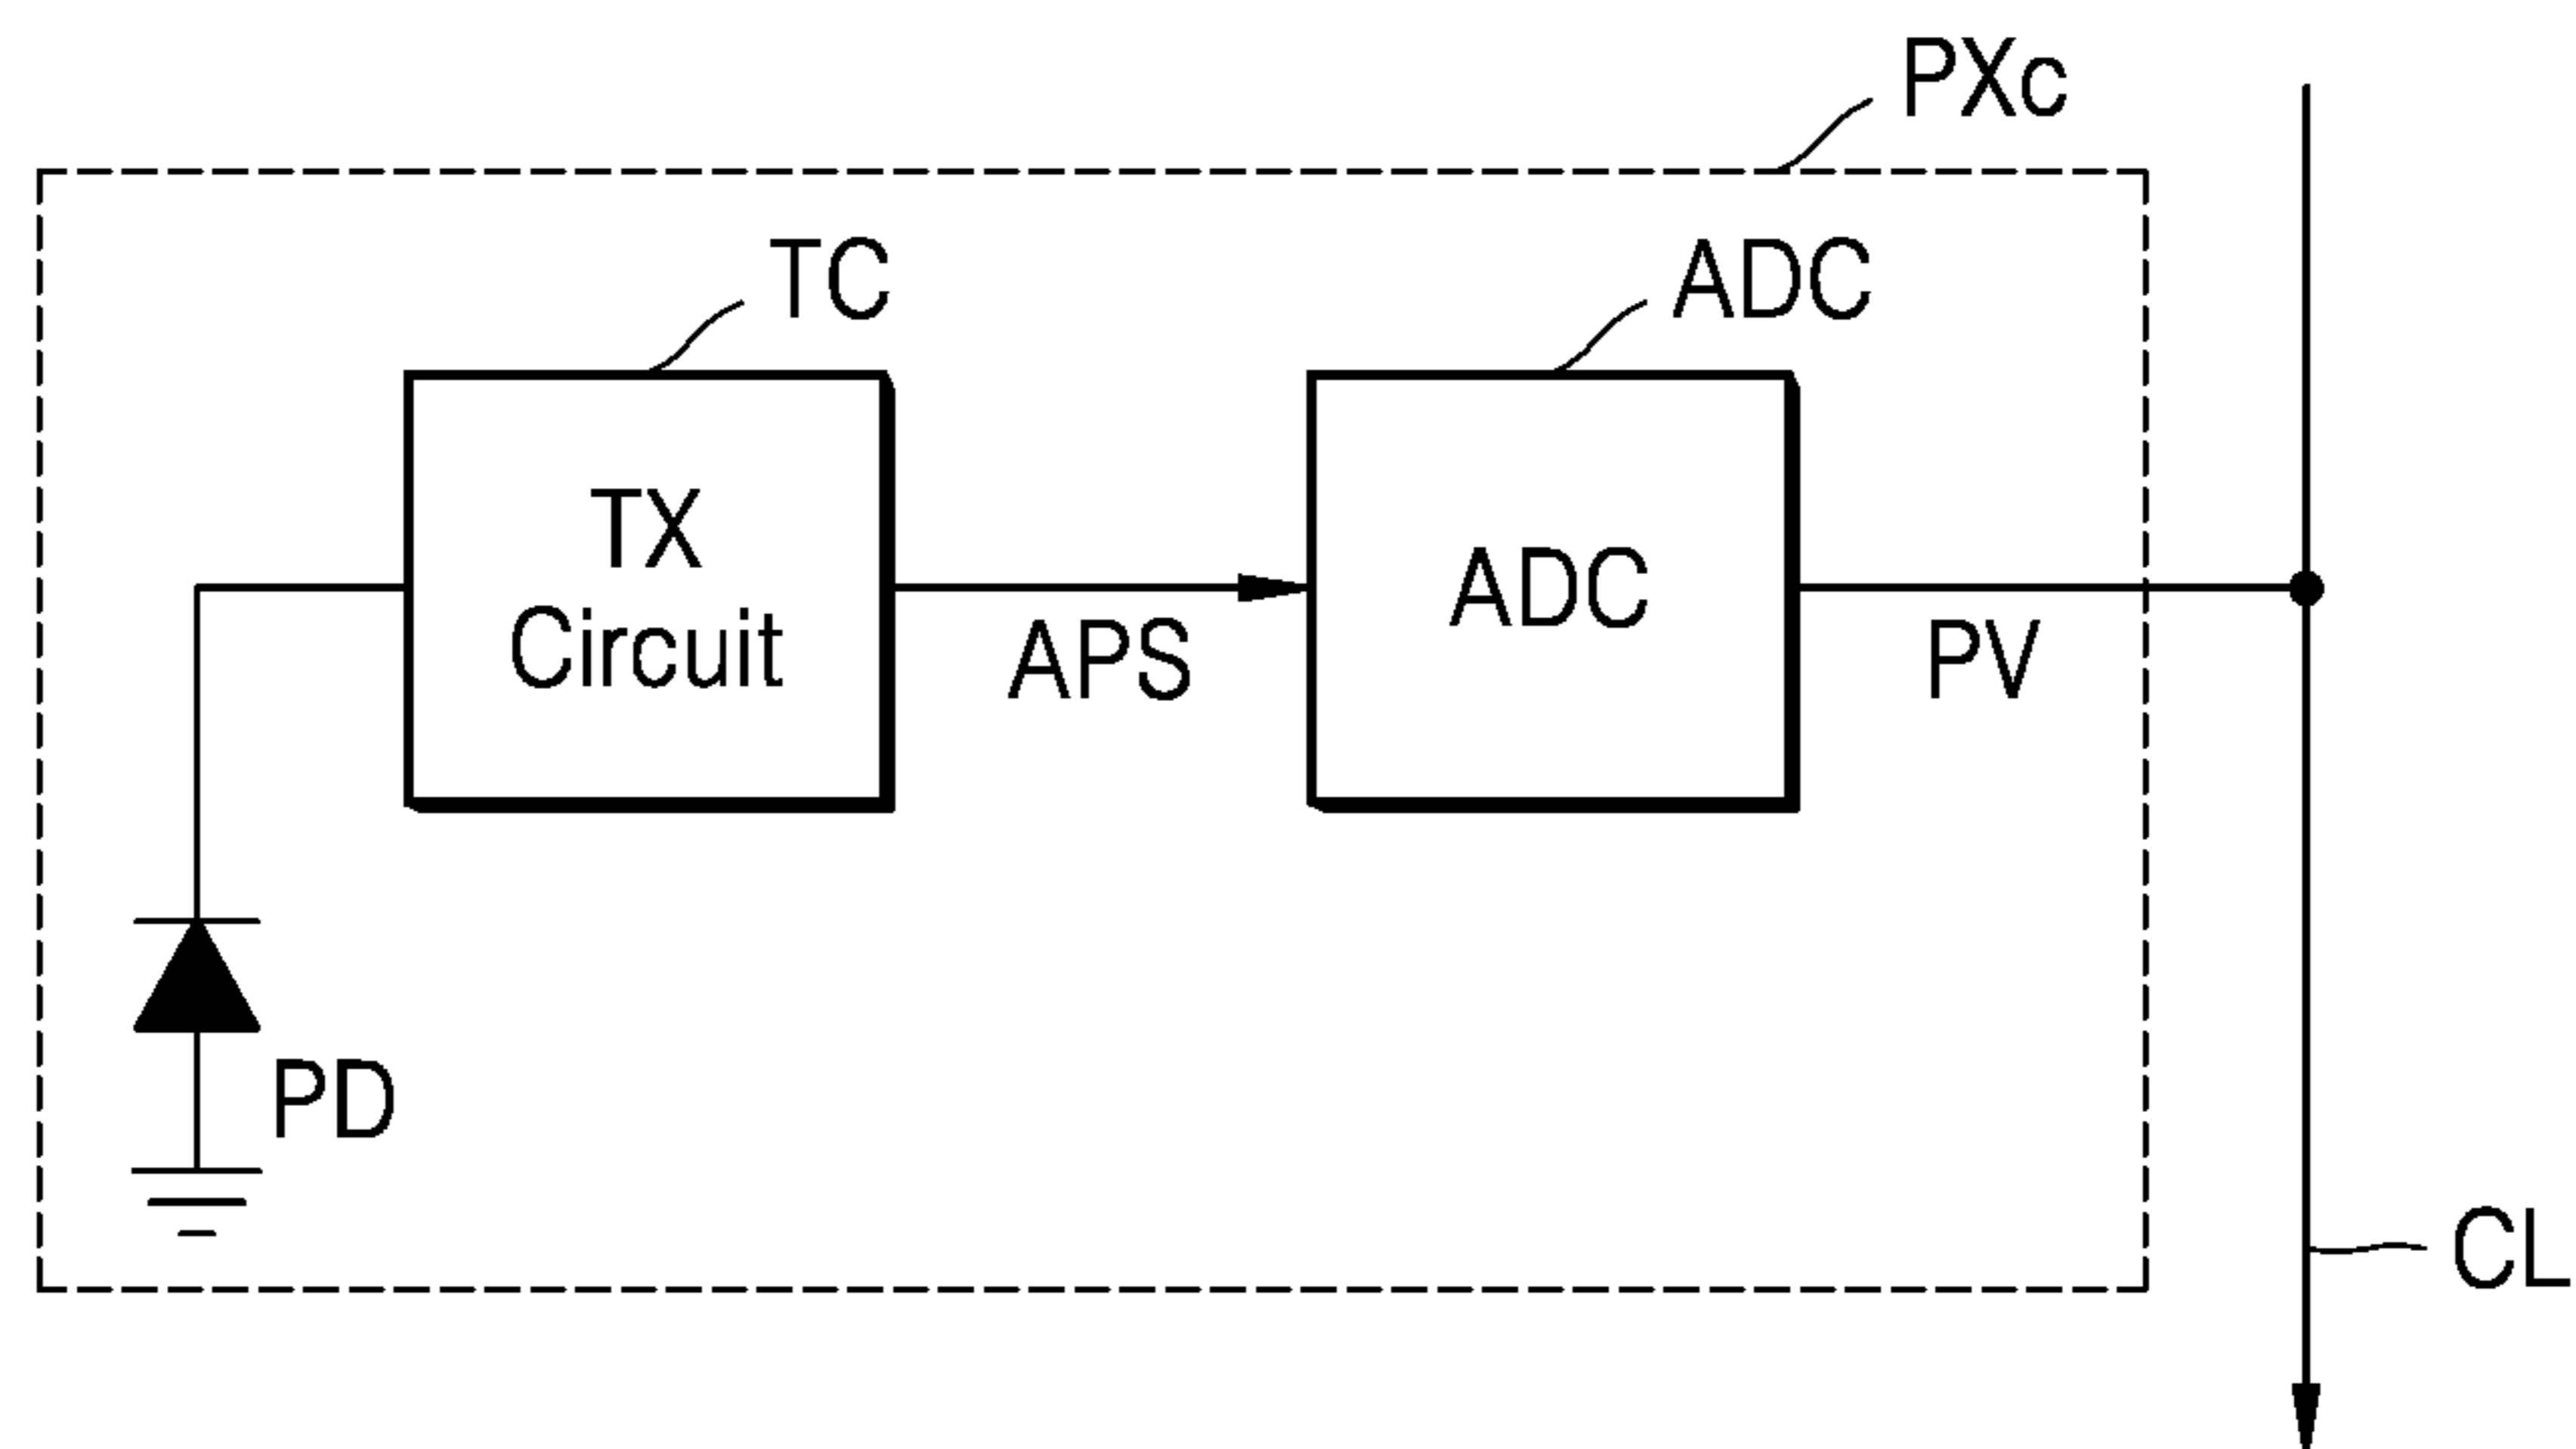 PXc
TC
ADC
TX
Circuit
ADC
APS
PV
PD
CL